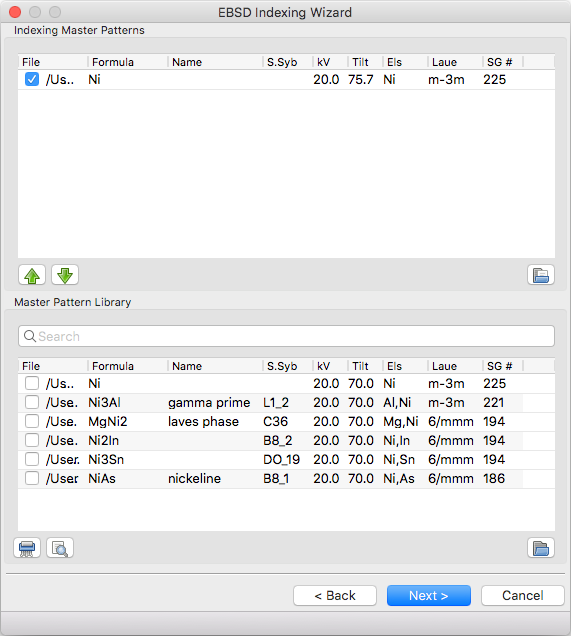 EBSD Indexing Wizard
Indexing Master Patterns
File Formula Name S.Syb kV Tilt Els Laue SG #
/Us.. Ni 20.0 75.7 Ni m-3m 225
Master Pattern Library
Search
File Formula Name S.Syb kV Tilt Els Laue SG #
/Us.. Ni 20.0 70.0 Ni m-3m 225
/Use.. Ni3Al gamma prime L1_2 20.0 70.0 Al,Ni m-3m 221
/Use.. MgNi2 laves phase C36 20.0 70.0 Mg,Ni 6/mmm 194
/Use.. Ni2In B8_2 20.0 70.0 Ni,In 6/mmm 194
/User.. Ni3Sn DO_19 20.0 70.0 Ni,Sn 6/mmm 194
/User.. NiAs nickeline B8_1 20.0 70.0 Ni,As 6/mmm 186
< Back Next > Cancel